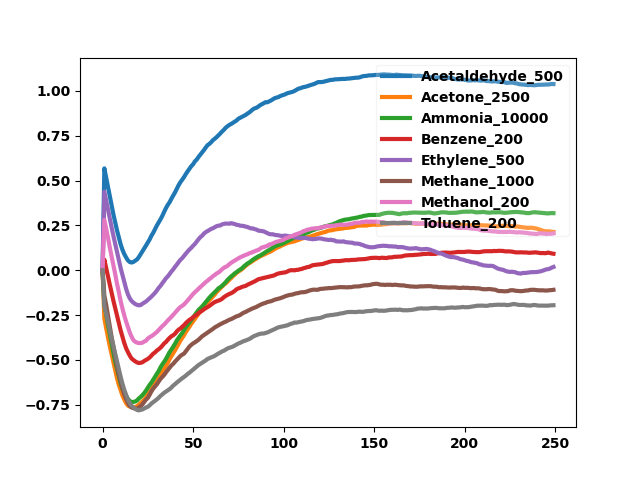 1.00
0.75
0.50
0.25
0.00
−0.25
−0.50
−0.75
0
50
100
150
200
250
Acetaldehyde_500
Acetone_2500
Ammonia_10000
Benzene_200
Ethylene_500
Methane_1000
Methanol_200
Toluene_200